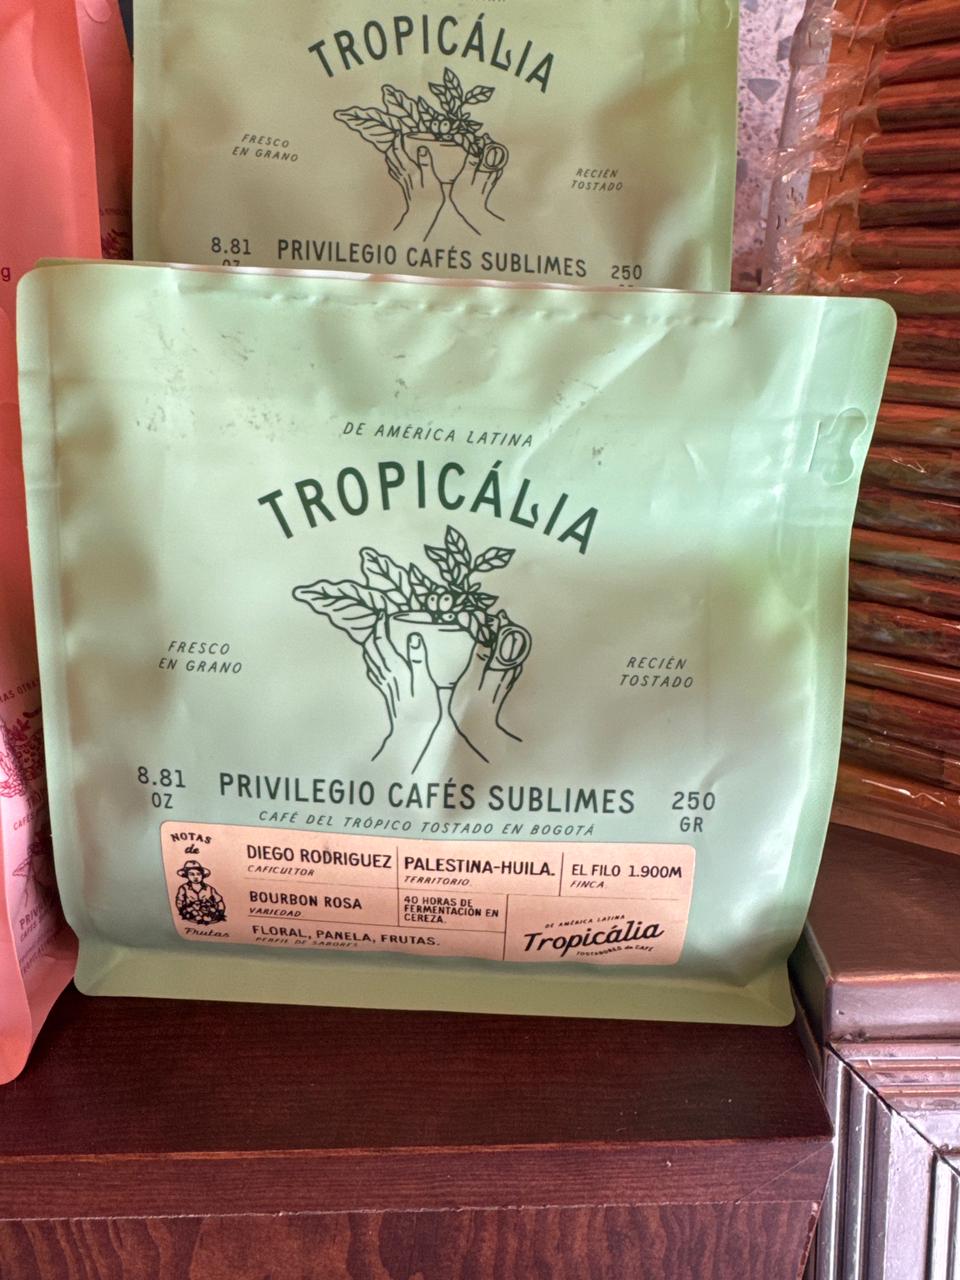 TROPICÁLIA
FRESCO
EN GRANO
RECIÉN
TOSTADO
8.81
OZ
PRIVILEGIO CAFÉS SUBLIMES
250
g
DE AMÉRICA LATINA
TROPICÁLIA
FRESCO
EN GRANO
RECIÉN
TOSTADO
8.81
OZ
PRIVILEGIO CAFÉS SUBLIMES
250
GR
CAFÉ DEL TRÓPICO TOSTADO EN BOGOTÁ
NOTAS
de
Frutas
DIEGO RODRIGUEZ
CAFICULTOR
PALESTINA-HUILA.
TERRITORIO.
EL FILO 1.900M
FINCA.
BOURBON ROSA
VARIEDAD
40 HORAS DE
FERMENTACIÓN EN
CEREZA.
FLORAL, PANELA, FRUTAS.
PERFIL DE SABORES
DE AMÉRICA LATINA
Tropicália
TOSTADORES de CAFÉ